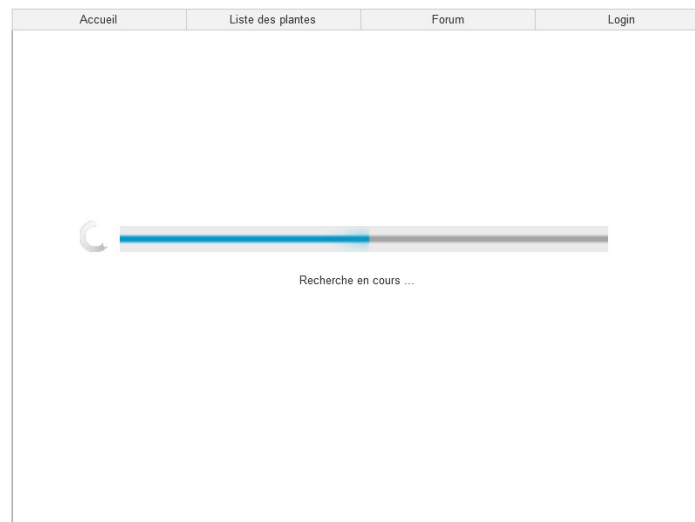 Accueil
Liste des plantes
Forum
Login
Recherche en cours ...